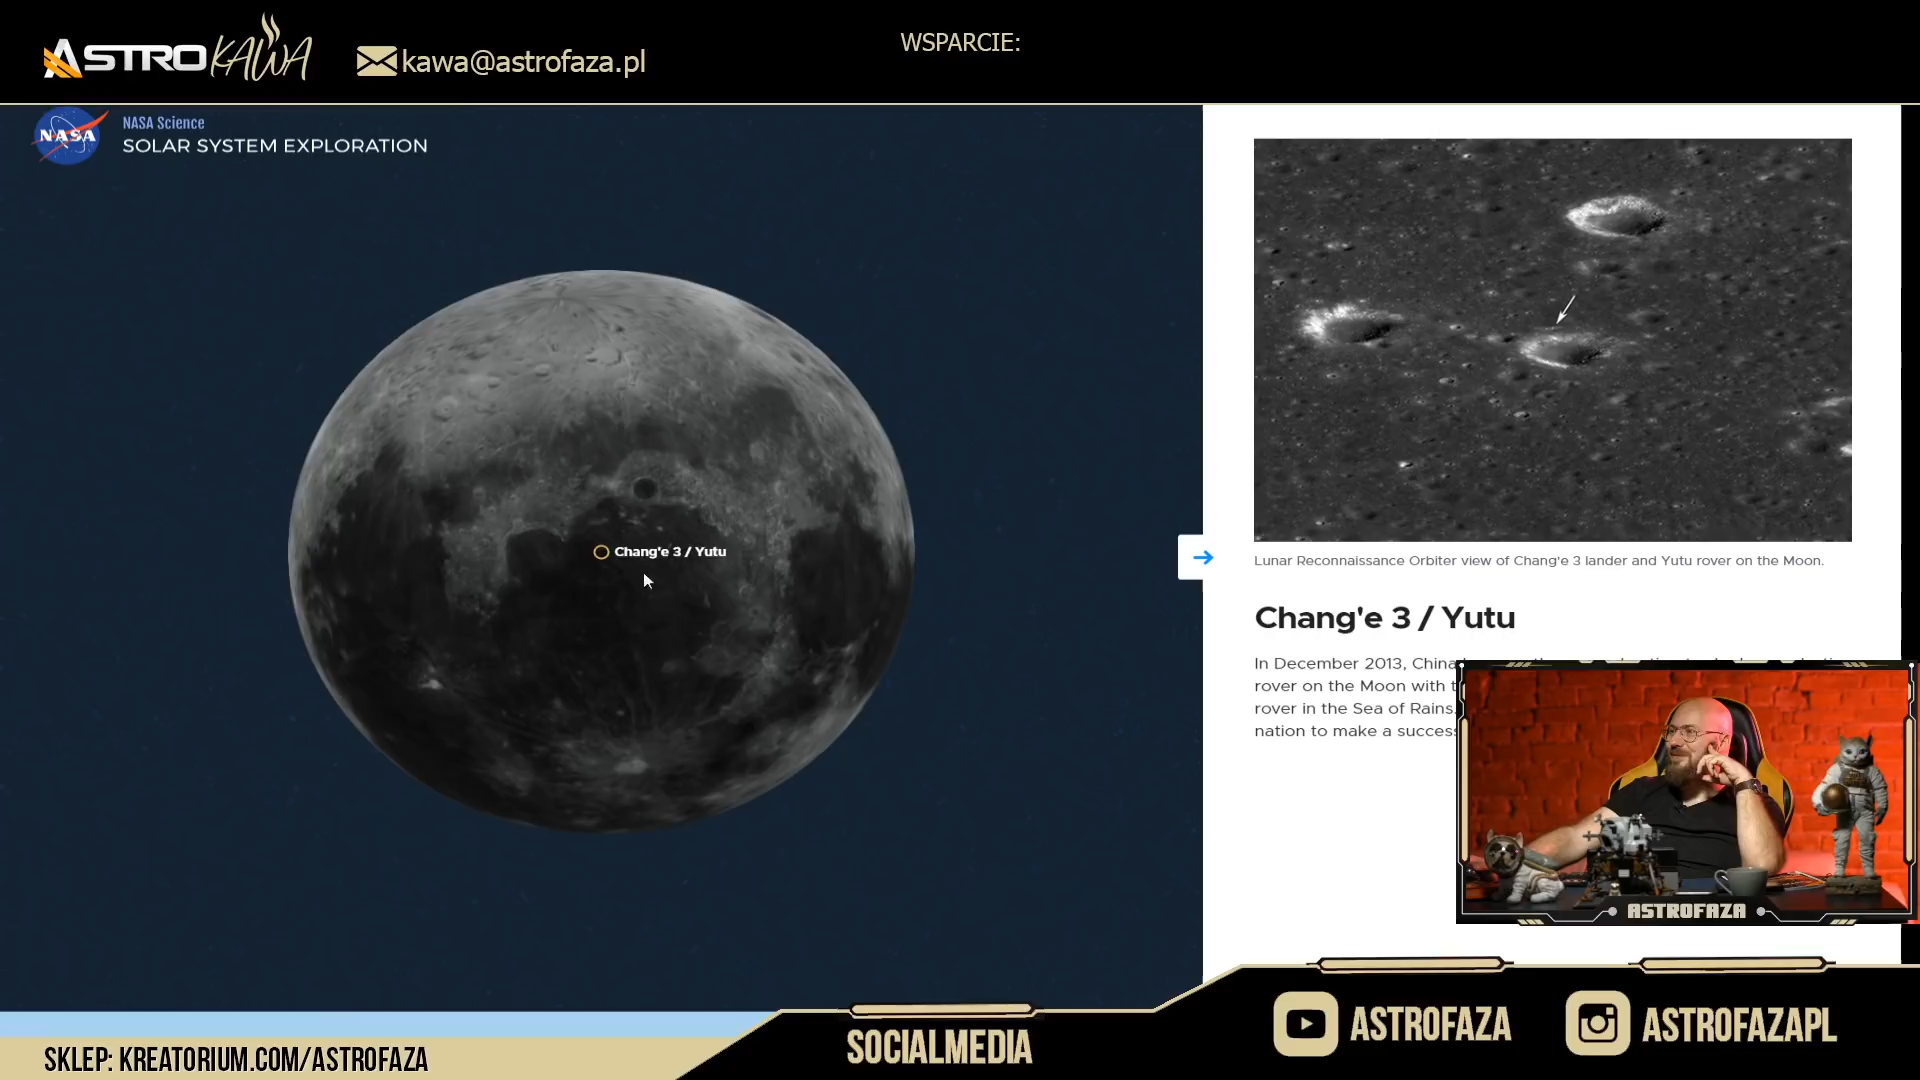 ASTRO KAWA
kawa@astrofaza.pl
WSPARCIE:
NASA
NASA Science
SOLAR SYSTEM EXPLORATION
Chang'e 3 / Yutu
Lunar Reconnaissance Orbiter view of Chang'e 3 lander and Yutu rover on the Moon.
Chang'e 3 / Yutu
In December 2013, China
rover on the Moon with
rover in the Sea of Rains.
nation to make a
ASTROFAZA
SOCIALMEDIA
ASTROFAZA
ASTROFAZAPL
SKLEP: KREATORIUM.COM/ASTROFAZA